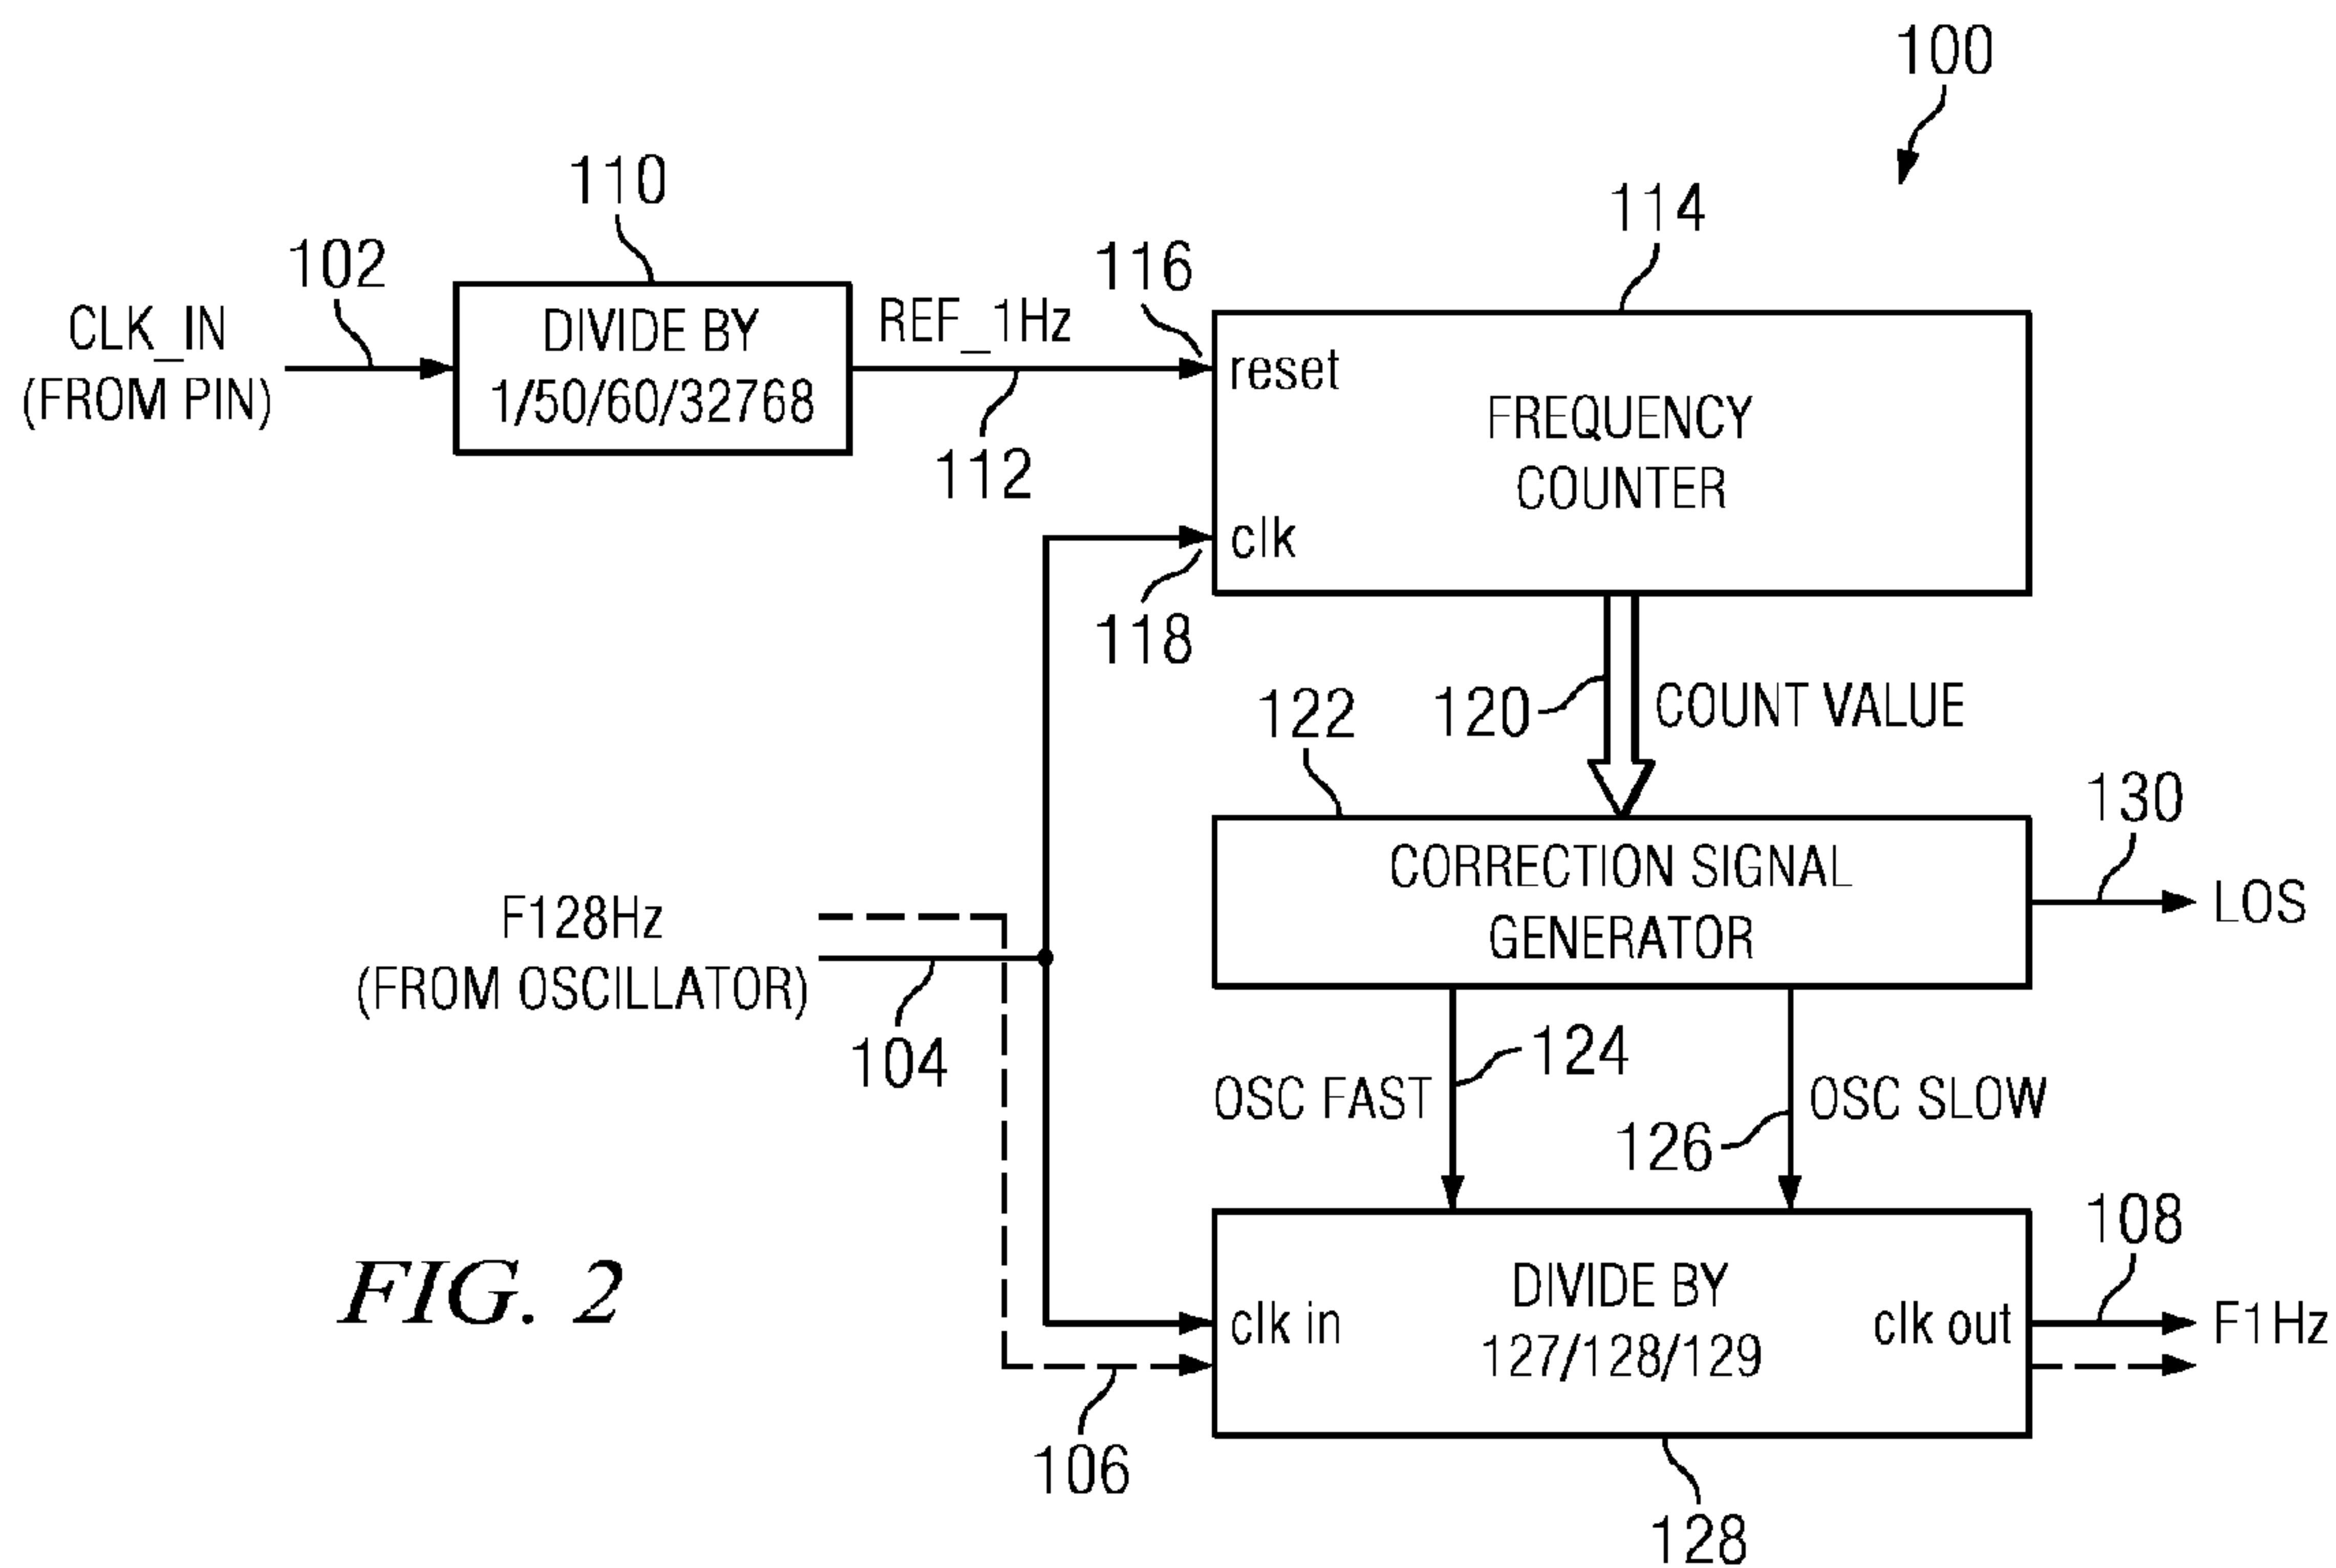 100
110
114
102
116
CLK_IN
(FROM PIN)
DIVIDE BY
1/50/60/32768
REF_1Hz
112
reset
FREQUENCY
COUNTER
clk
118
120
COUNT VALUE
122
130
CORRECTION SIGNAL
GENERATOR
LOS
F128Hz
(FROM OSCILLATOR)
104
124
OSC FAST
OSC SLOW
126
108
clk in
DIVIDE BY
127/128/129
clk out
F1Hz
106
128
FIG. 2